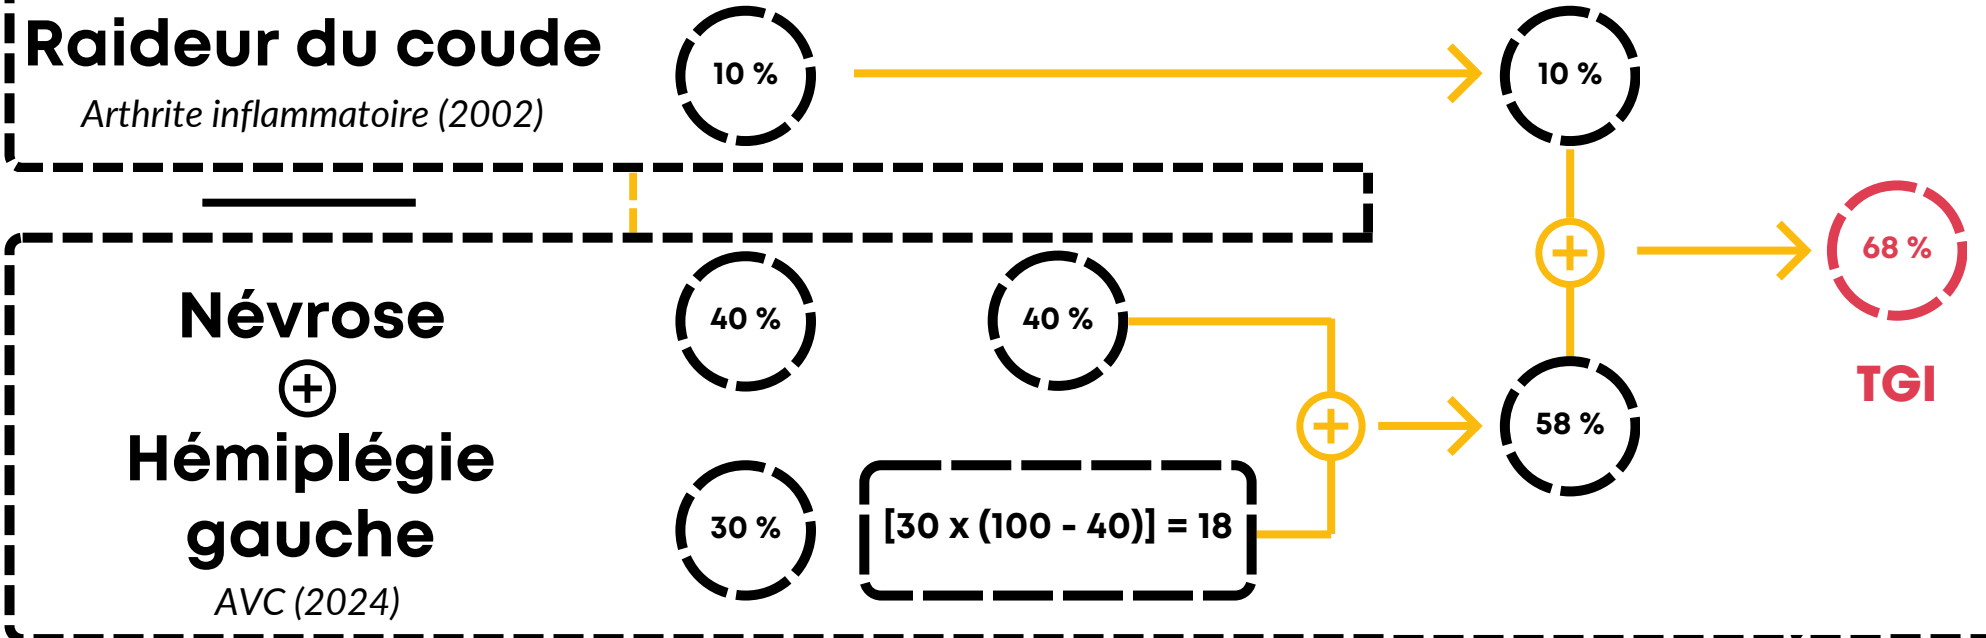 Raideur du coude
Arthrite inflammatoire (2002)
10 %
10 %
68 %
TGI
Névrose
Hémiplégie
gauche
AVC (2024)
40 %
40 %
30 %
[30 x (100 - 40)] = 18
58 %